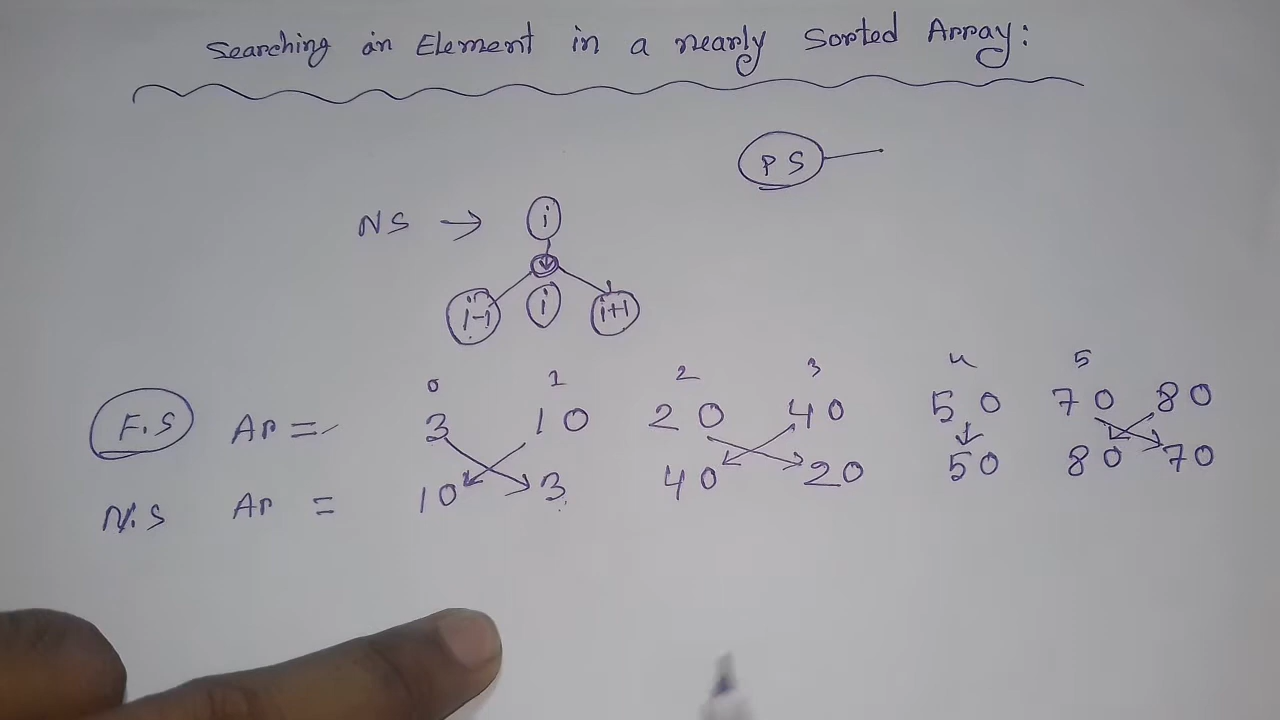 Searching an Element in a nearly Sorted Array:
PS
NS → i
i-1 i i+1
0 1 2 3 4 5
F.S Ar = 3 10 20 40 50 70 80
N.S Ar = 10 3 40 20 50 80 70